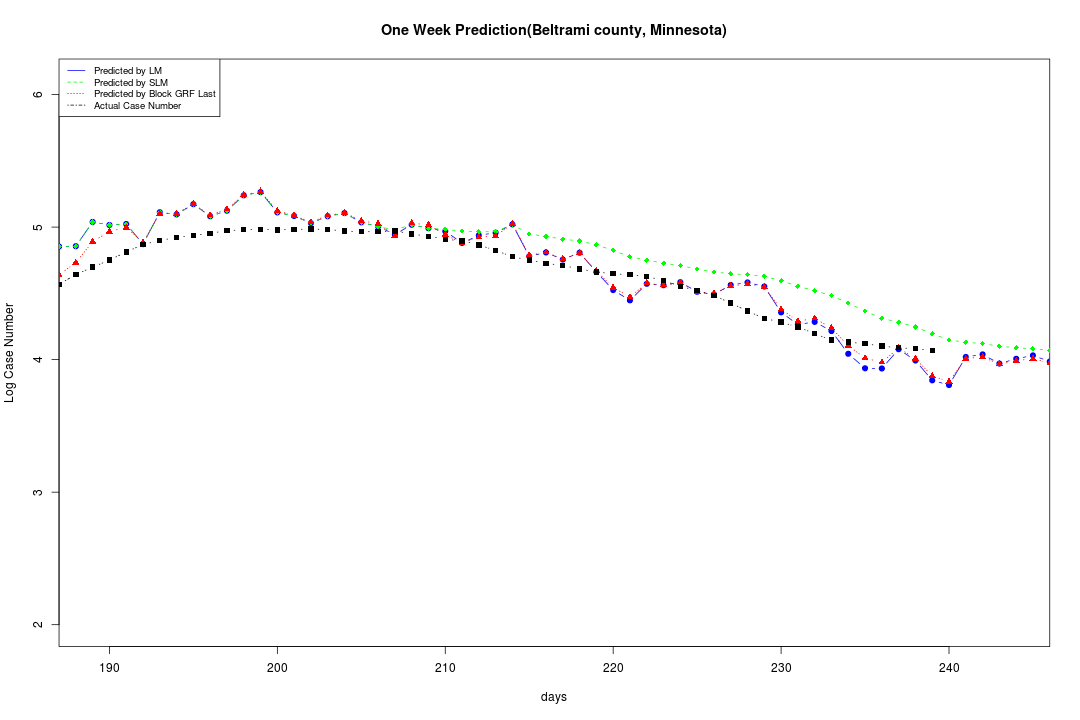 One Week Prediction(Beltrami county, Minnesota)
Predicted by LM
Predicted by SLM
Predicted by Block GRF Last
Actual Case Number
6
5
4
3
2
Log Case Number
190 200 210 220 230 240
days